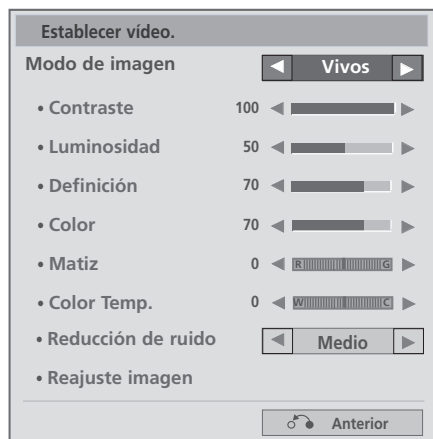 Establecer vídeo.
Modo de imagen Vivos
• Contraste 100
• Luminosidad 50
• Definición 70
• Color 70
• Matiz 0 R G
• Color Temp. 0 W C
• Reducción de ruido Medio
• Reajuste imagen
Anterior